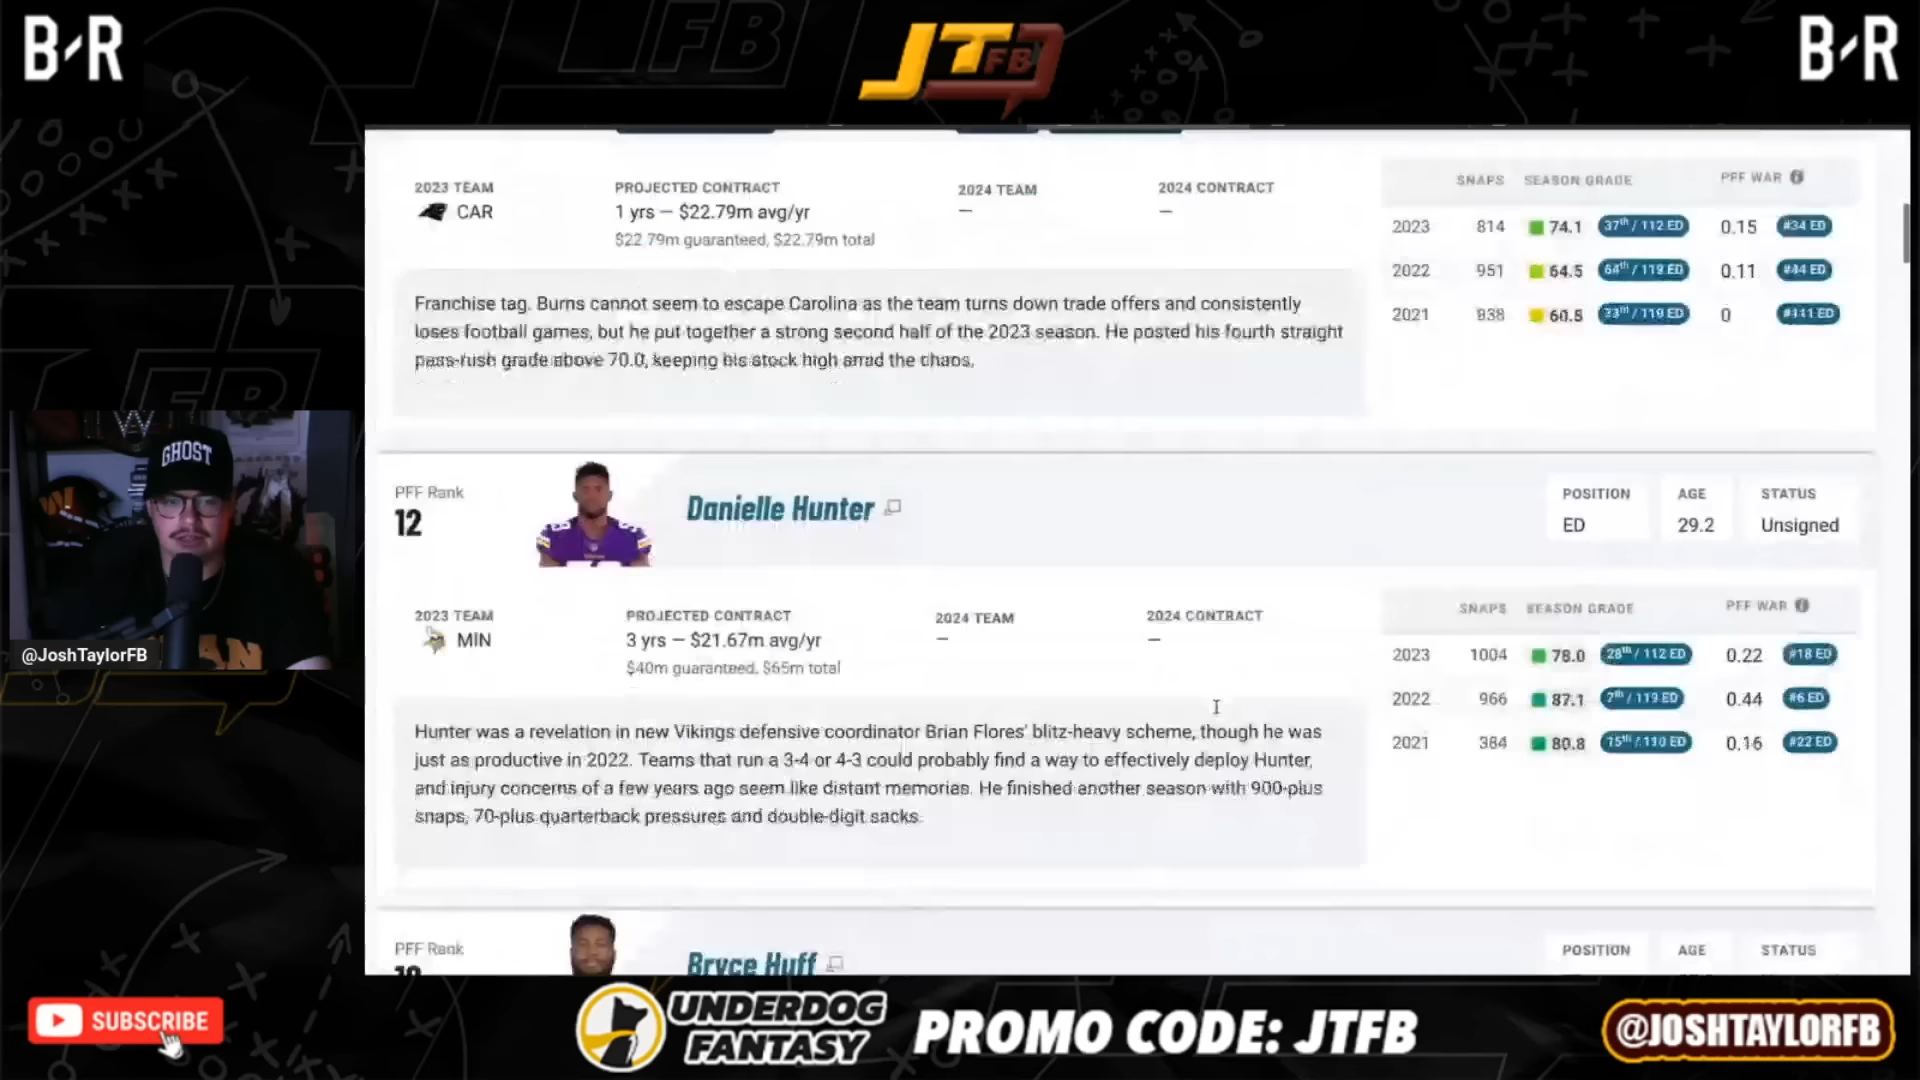 B/R
JTFB
B/R
2023 TEAM
CAR
PROJECTED CONTRACT
1 yrs — $22.79m avg/yr
$22.79m guaranteed, $22.79m total
2024 TEAM
—
2024 CONTRACT
—
SNAPS SEASON GRADE PFF WAR
2023 814 74.1 37th / 112 ED 0.15 #34 ED
2022 951 64.5 64th / 119 ED 0.11 #44 ED
2021 838 60.5 / 119 ED 0 #111 ED
Franchise tag. Burns cannot seem to escape Carolina as the team turns down trade offers and consistently
loses football games, but he put together a strong second half of the 2023 season. He posted his fourth straight
pass-rush grade above 70.0, keeping his stock high amid the chaos.
PFF Rank
12
Danielle Hunter
POSITION
ED
AGE
29.2
STATUS
Unsigned
2023 TEAM
MIN
PROJECTED CONTRACT
3 yrs — $21.67m avg/yr
$40m guaranteed, $65m total
2024 TEAM
—
2024 CONTRACT
—
SNAPS SEASON GRADE PFF WAR
2023 1004 78.0 28th / 112 ED 0.22 #18 ED
2022 966 87.1 7th / 119 ED 0.44 #6 ED
2021 384 80.8 0.16 #22 ED
Hunter was a revelation in new Vikings defensive coordinator Brian Flores' blitz-heavy scheme, though he was
just as productive in 2022. Teams that run a 3-4 or 4-3 could probably find a way to effectively deploy Hunter,
and injury concerns of a few years ago seem like distant memories. He finished another season with 900-plus
snaps, 70-plus quarterback pressures and double-digit sacks.
PFF Rank
Bryce Huff
POSITION
AGE
STATUS
GHOST
@JoshTaylorFB
SUBSCRIBE
UNDERDOG
FANTASY
PROMO CODE: JTFB
@JOSHTAYLORFB